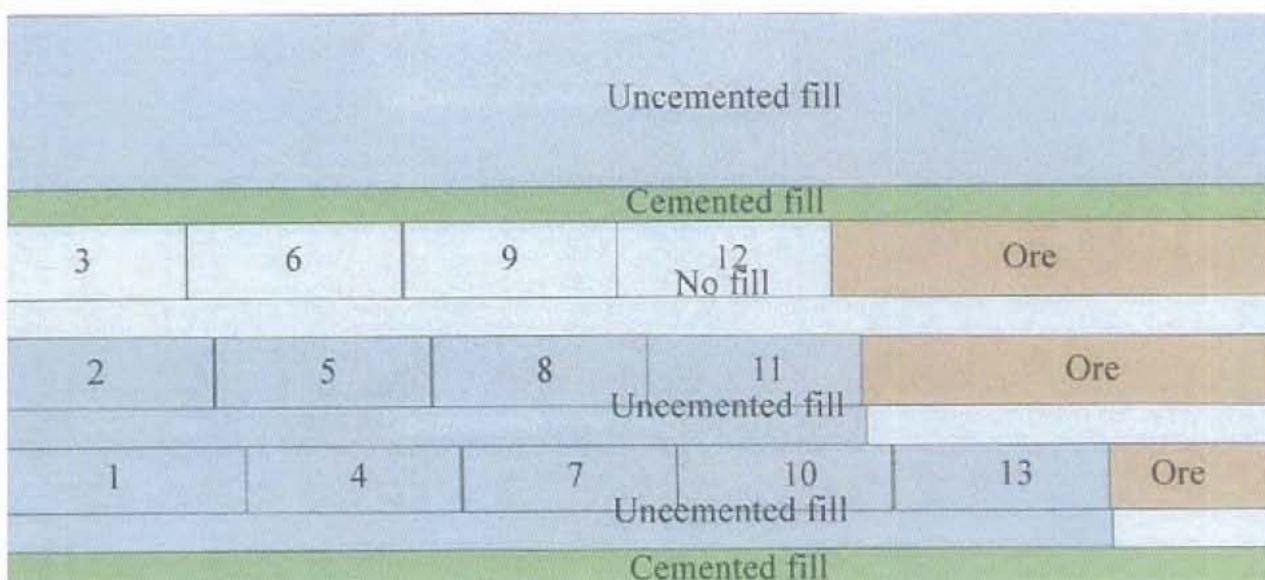 Uncemented fill
Cemented fill
3 6 9 12 Ore
No fill
2 5 8 11 Ore
Uncemented fill
1 4 7 10 13 Ore
Uncemented fill
Cemented fill